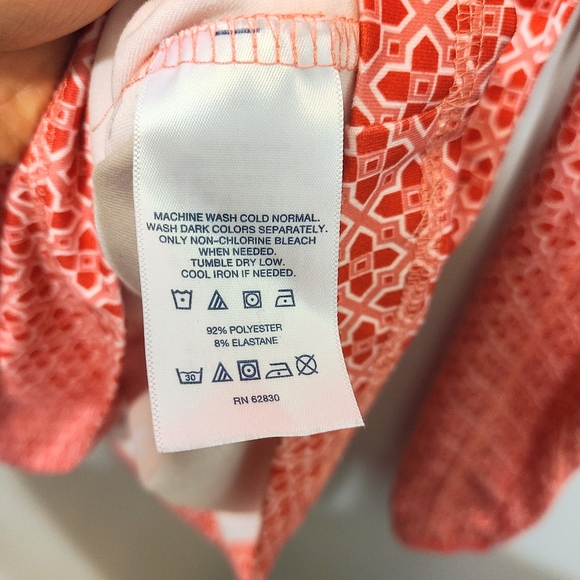 MACHINE WASH COLD NORMAL.
WASH DARK COLORS SEPARATELY.
ONLY NON-CHLORINE BLEACH
WHEN NEEDED.
TUMBLE DRY LOW.
COOL IRON IF NEEDED.
92% POLYESTER
8% ELASTANE
30
RN 62830